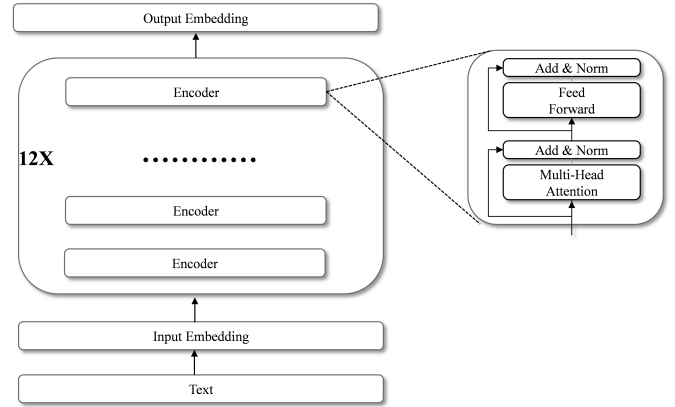 Output Embedding
Encoder
12X
............
Encoder
Encoder
Input Embedding
Text
Add & Norm
Feed
Forward
Add & Norm
Multi-Head
Attention